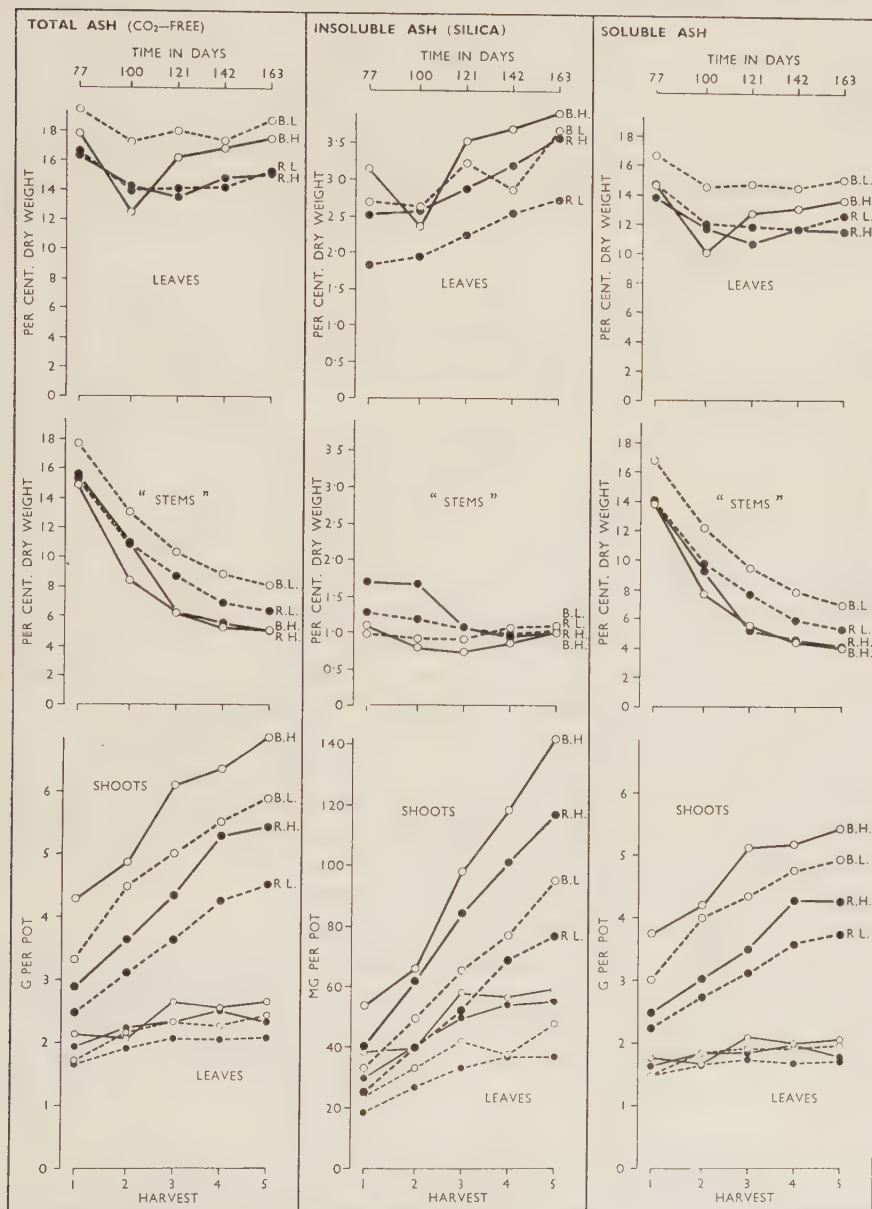 TOTAL ASH (CO₂—FREE)
TIME IN DAYS
77 100 121 142 163
18
16
14
12
10
8
6
4
2
0
PER CENT. DRY WEIGHT
B.L
B.H
R L
R.H
LEAVES
INSOLUBLE ASH (SILICA)
TIME IN DAYS
77 100 121 142 163
3·5
3·0
2·5
2·0
1·5
1·0
0·5
0
PER CENT. DRY WEIGHT
B.H.
B L
R H
R L
LEAVES
SOLUBLE ASH
TIME IN DAYS
77 100 121 142 163
18
16
14
12
10
8
6
4
2
0
PER CENT. DRY WEIGHT
B.L.
B.H.
R L.
R.H.
LEAVES
18
16
14
12
10
8
6
4
2
0
PER CENT. DRY WEIGHT
"STEMS"
B.L.
R.L.
B.H.
R.H.
3·5
3·0
2·5
2·0
1·5
1·0
0·5
0
PER CENT. DRY WEIGHT
"STEMS"
B.L.
R L.
R.H.
B.H.
18
16
14
12
10
8
6
4
2
0
PER CENT. DRY WEIGHT
"STEMS"
B.L
R L.
R.H.
B.H.
6
5
4
3
2
1
0
G PER POT
SHOOTS
B.H
B.L.
R.H.
R L.
LEAVES
1 2 3 4 5
HARVEST
140
120
100
80
60
40
20
0
MG PER POT
SHOOTS
B.H.
R.H.
B.L
R L.
LEAVES
1 2 3 4 5
HARVEST
6
5
4
3
2
1
0
G PER POT
SHOOTS
B.H.
B.L.
R.H.
R L.
LEAVES
1 2 3 4 5
HARVEST